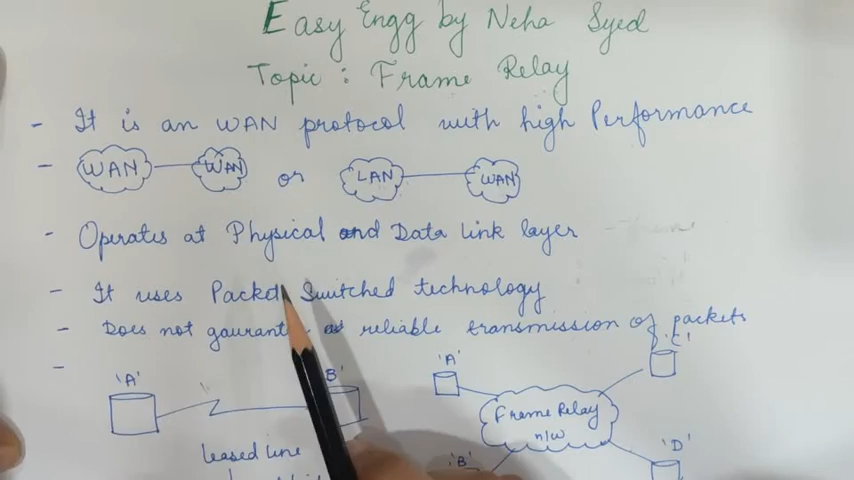 Easy Engg by Neha Syed
Topic : Frame Relay
- It is an WAN protocol with high Performance
- WAN WAN or LAN WAN
- Operates at Physical and Data link layer
- It uses Packet Switched technology
- Does not gaurant reliable transmission of packets
-
'A' B' 'A' 'C'
Frame Relay
n/w
leased line
'B' 'D'